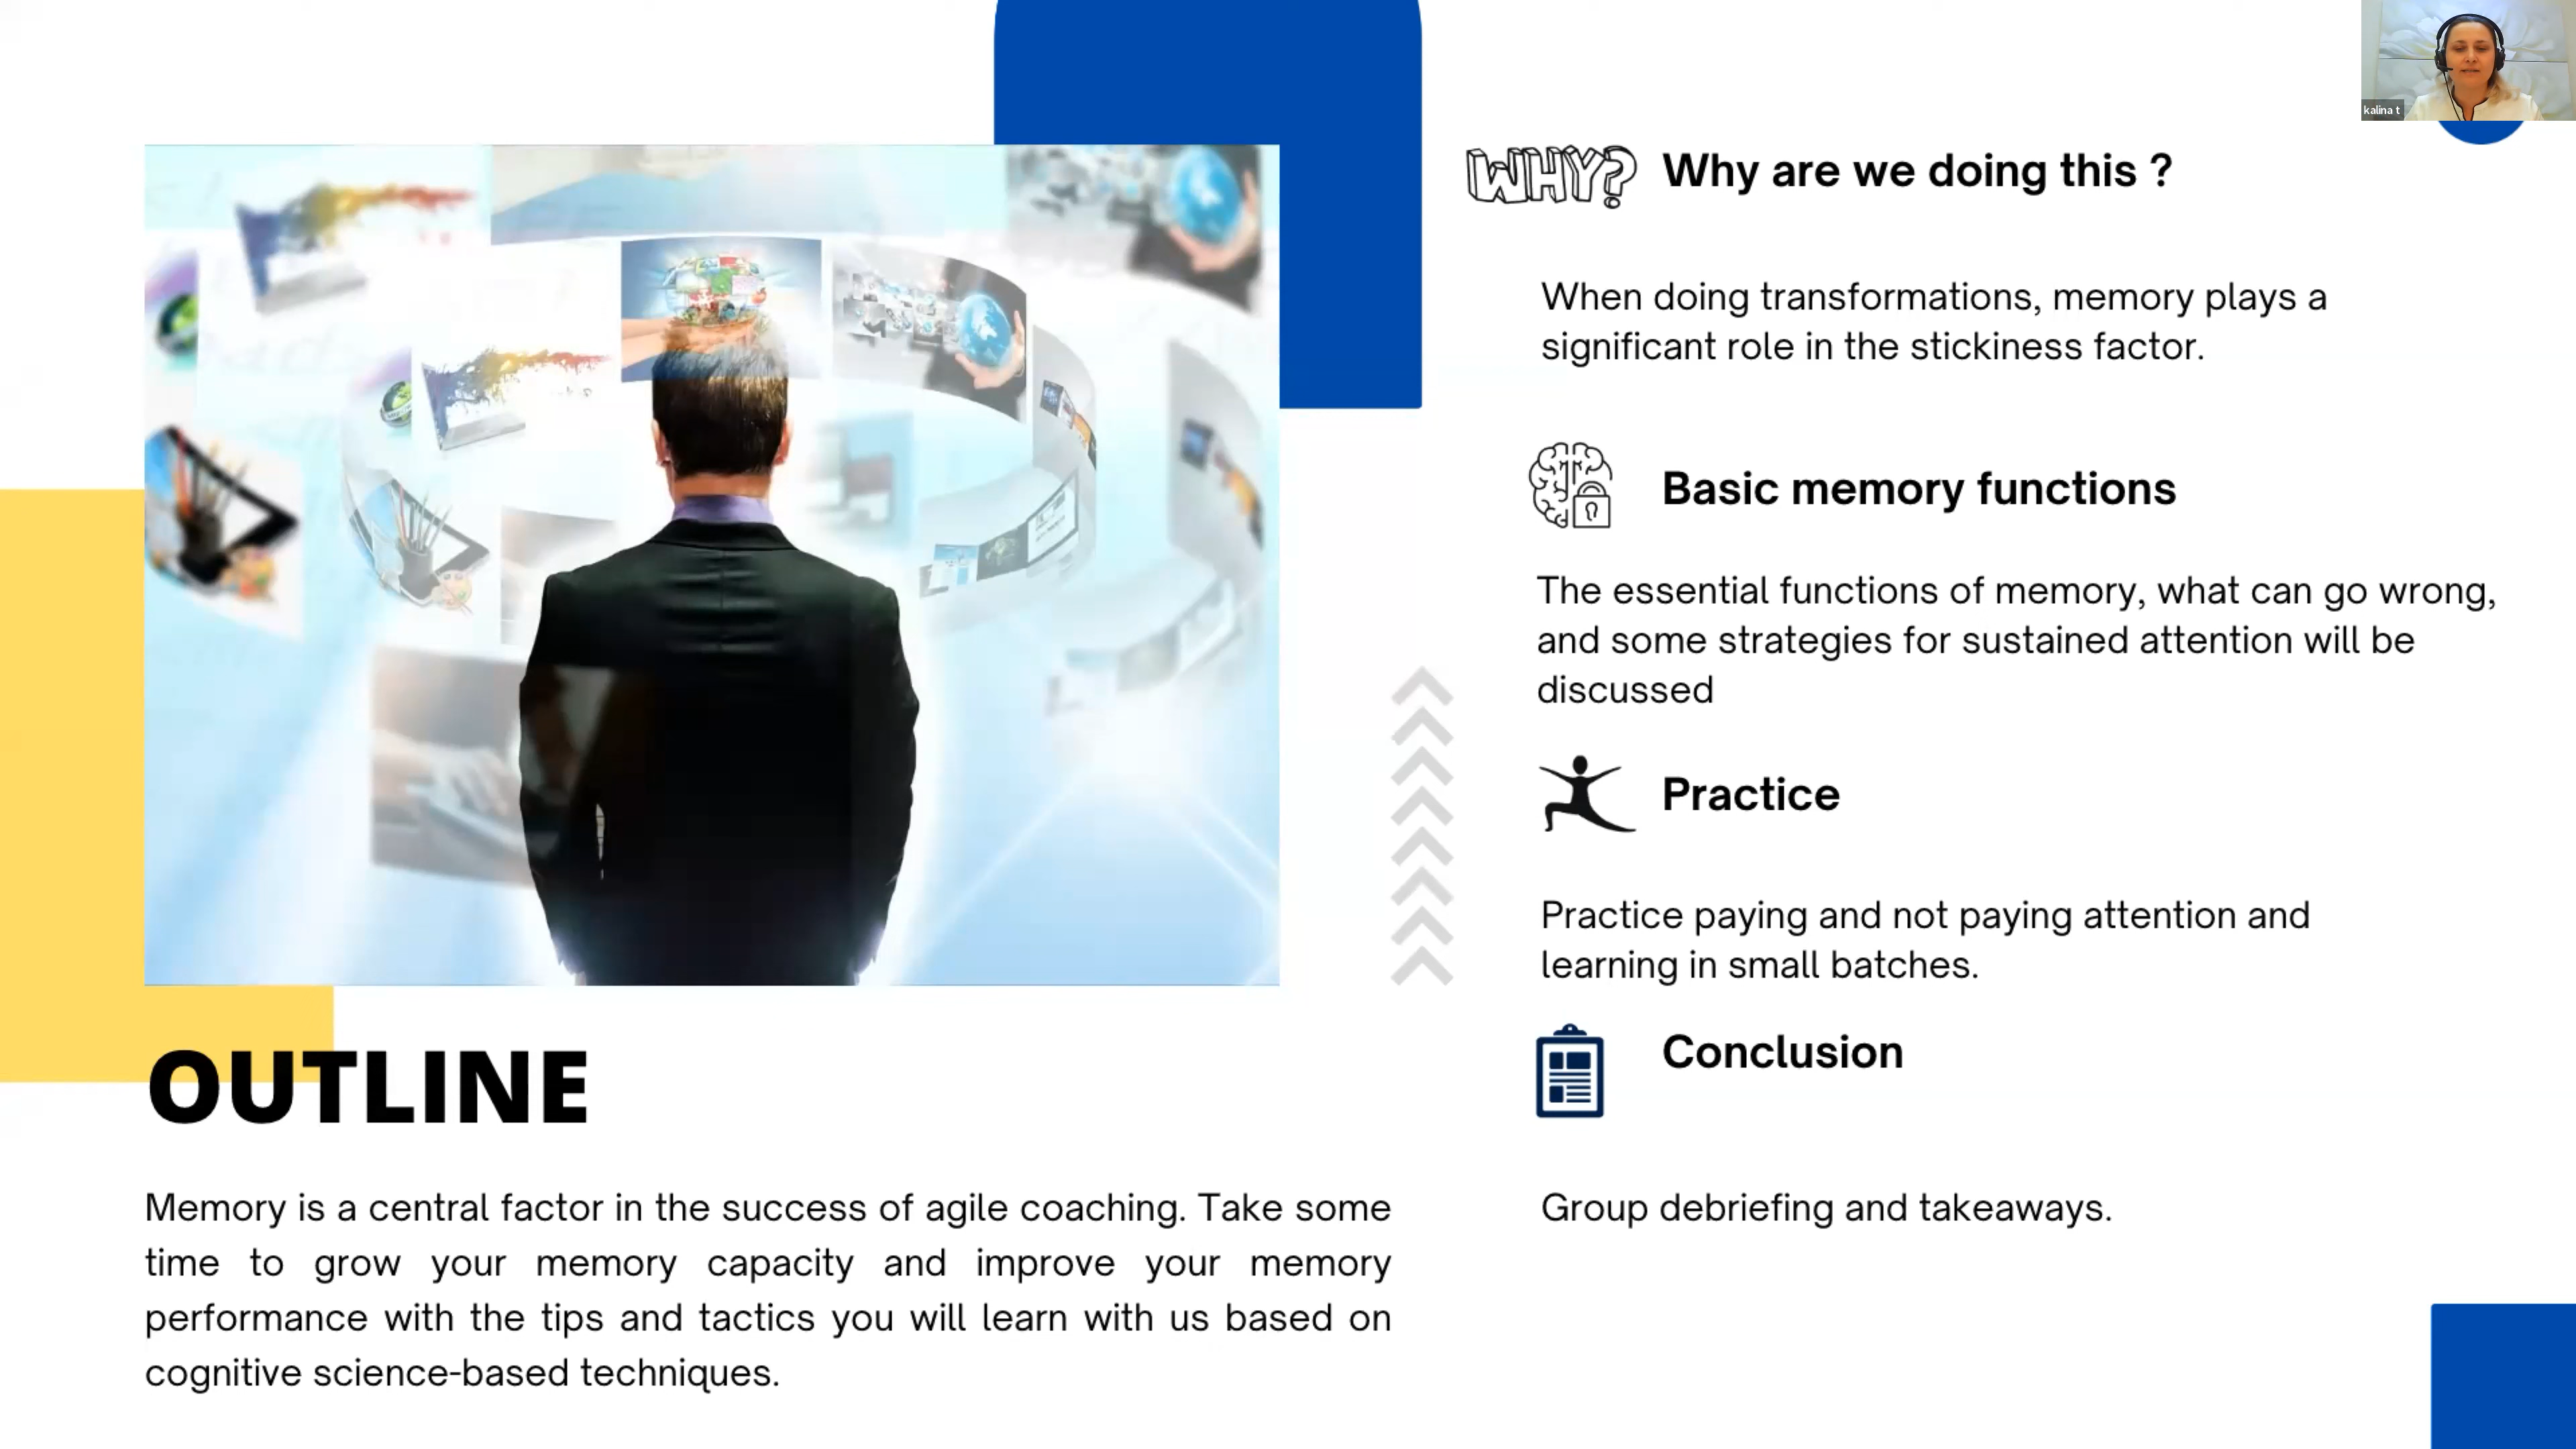 kalina t
WHY?
Why are we doing this ?
When doing transformations, memory plays a
significant role in the stickiness factor.
Basic memory functions
The essential functions of memory, what can go wrong,
and some strategies for sustained attention will be
discussed
Practice
Practice paying and not paying attention and
learning in small batches.
Conclusion
Group debriefing and takeaways.
OUTLINE
Memory is a central factor in the success of agile coaching. Take some
time to grow your memory capacity and improve your memory
performance with the tips and tactics you will learn with us based on
cognitive science-based techniques.